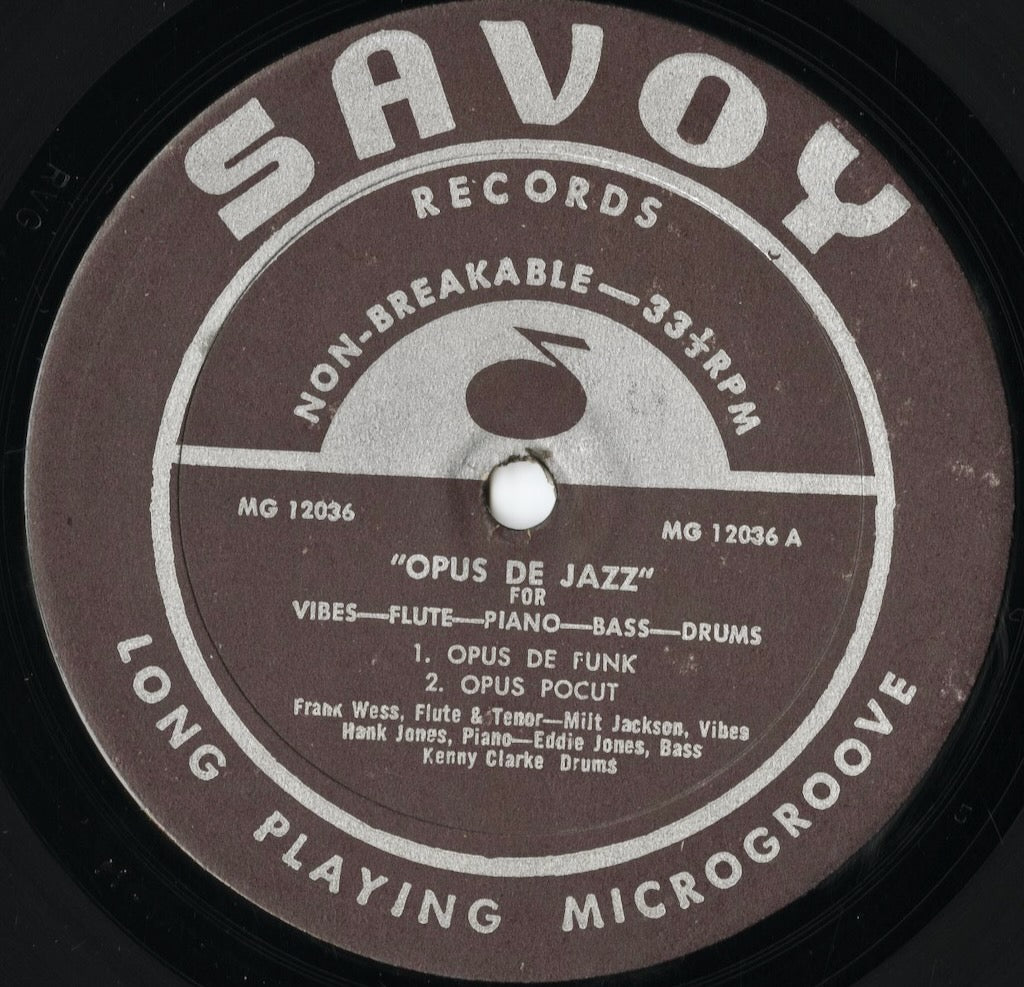 SAVOY
RECORDS
NON-BREAKABLE—33⅓RPM
MG 12036
MG 12036 A
"OPUS DE JAZZ"
FOR
VIBES—FLUTE—PIANO—BASS—DRUMS
1. OPUS DE FUNK
2. OPUS POCUT
Frank Wess, Flute & Tenor—Milt Jackson, Vibes
Hank Jones, Piano—Eddie Jones, Bass
Kenny Clarke Drums
LONG PLAYING MICROGROOVE
RVG